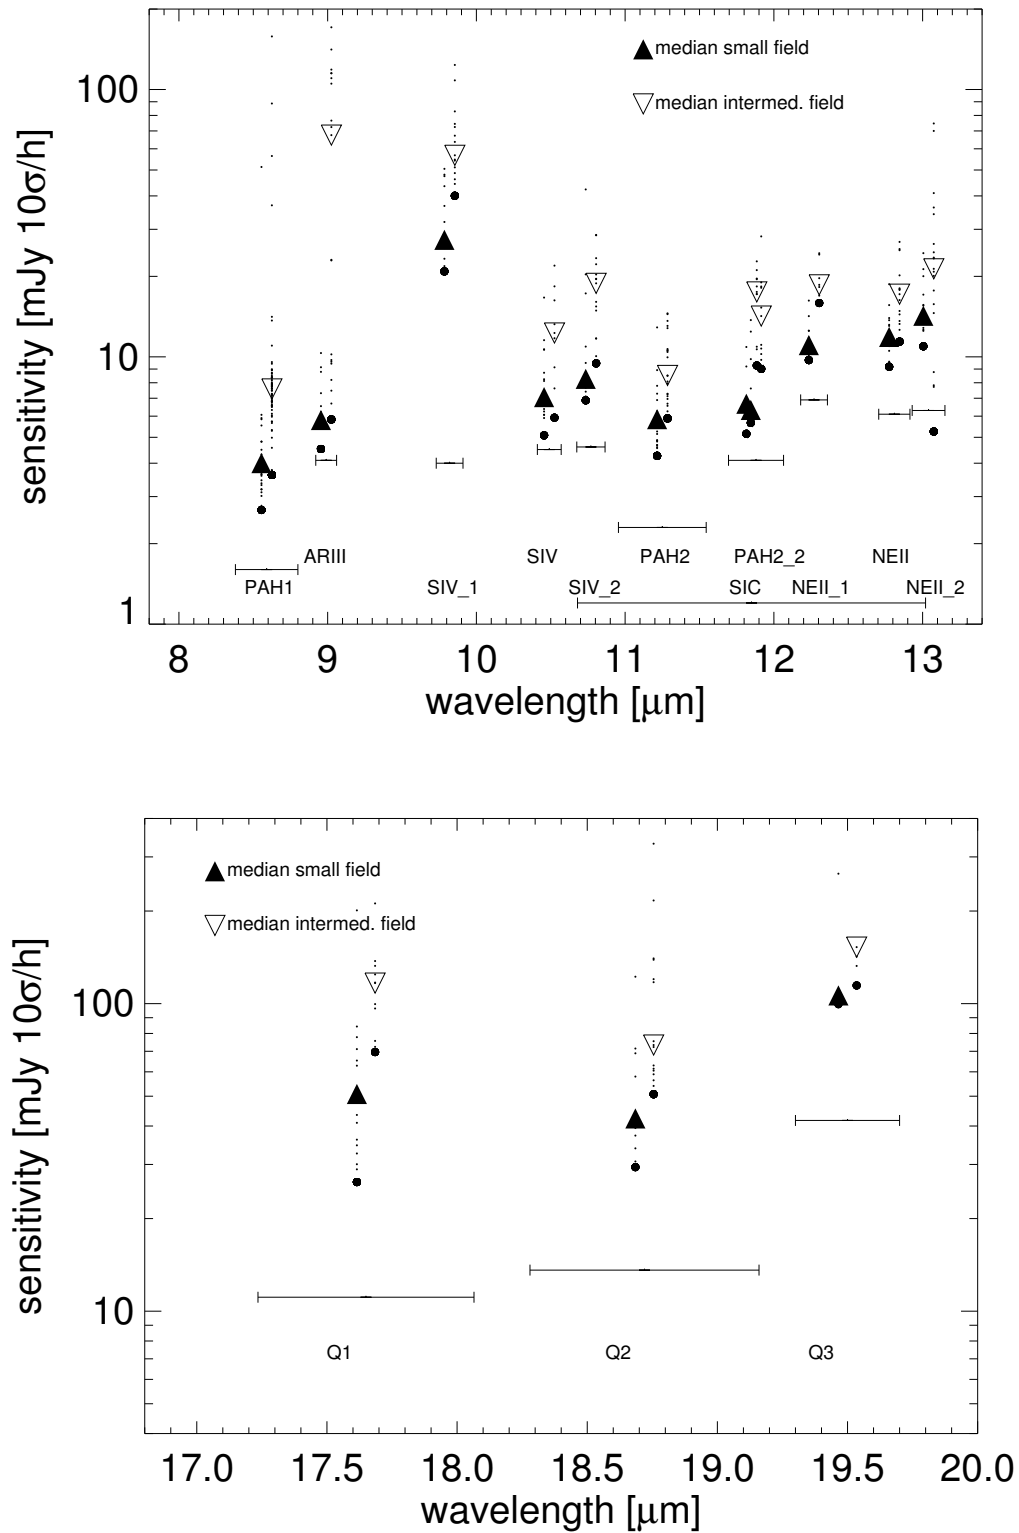 median small field
median intermed. field
100
10
1
sensitivity [mJy 10σ/h]
ARIII
SIV
PAH2
PAH2_2
NEII
PAH1
SIV_1
SIV_2
SIC
NEII_1
NEII_2
8 9 10 11 12 13
wavelength [μm]
median small field
median intermed. field
100
10
sensitivity [mJy 10σ/h]
Q1 Q2 Q3
17.0 17.5 18.0 18.5 19.0 19.5 20.0
wavelength [μm]